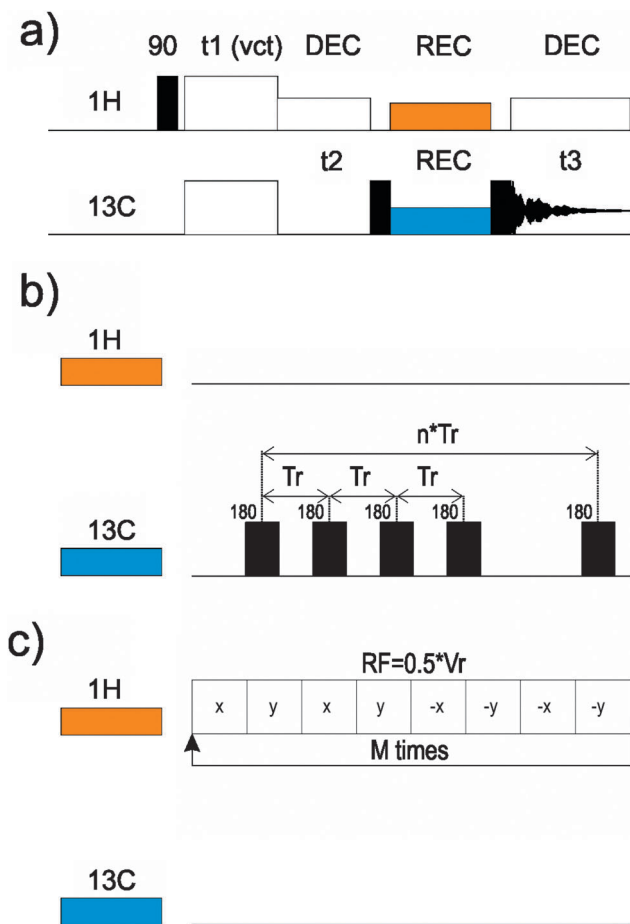 a)
90 t1 (vct) DEC REC DEC
1H
t2 REC t3
13C
b)
1H
n*Tr
Tr Tr Tr
180 180 180 180 180
13C
c)
RF=0.5*Vr
1H
x y x y -x -y -x -y
M times
13C